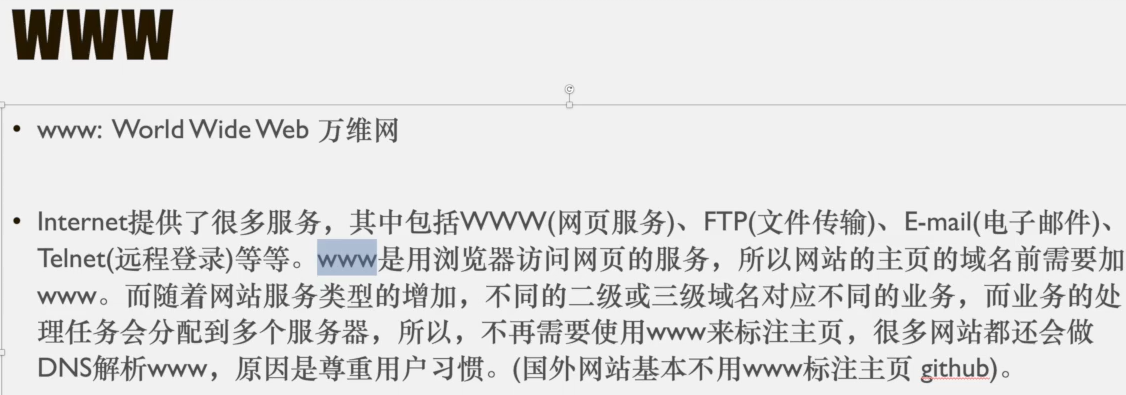 WWW
• www: World Wide Web 万维网
• Internet提供了很多服务，其中包括WWW(网页服务)、FTP(文件传输)、E-mail(电子邮件)、
Telnet(远程登录)等等。www是用浏览器访问网页的服务，所以网站的主页的域名前需要加
www。而随着网站服务类型的增加，不同的二级或三级域名对应不同的业务，而业务的处
理任务会分配到多个服务器，所以，不再需要使用www来标注主页，很多网站都还会做
DNS解析www，原因是尊重用户习惯。(国外网站基本不用www标注主页 github)。